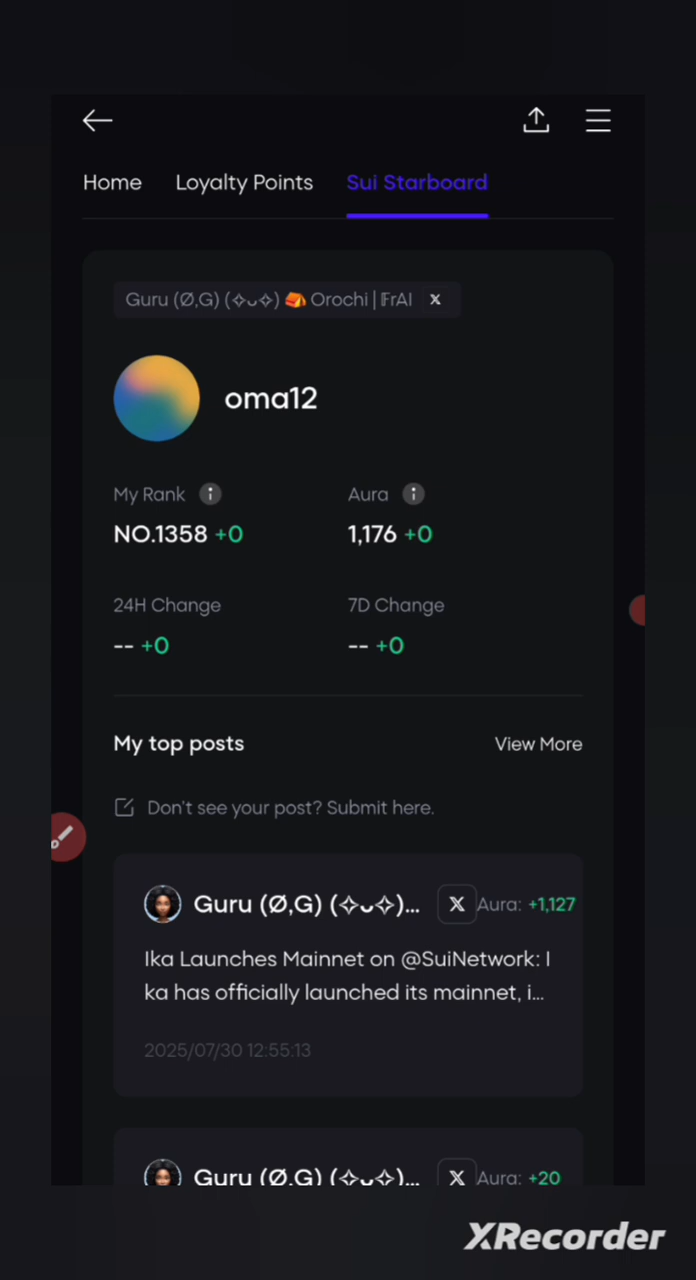 Home Loyalty Points Sui Starboard
Guru (Ø,G) (✧ᴗ✧) 🏕️ Orochi | 𝔽rAI 𝕏
oma12
My Rank Aura
NO.1358 +0 1,176 +0
24H Change 7D Change
-- +0 -- +0
My top posts View More
Don't see your post? Submit here.
Guru (Ø,G) (✧ᴗ✧)... 𝕏 Aura: +1,127
Ika Launches Mainnet on @SuiNetwork: I
ka has officially launched its mainnet, i...
2025/07/30 12:55:13
Guru (Ø,G) (✧ᴗ✧)... 𝕏 Aura: +20
XRecorder